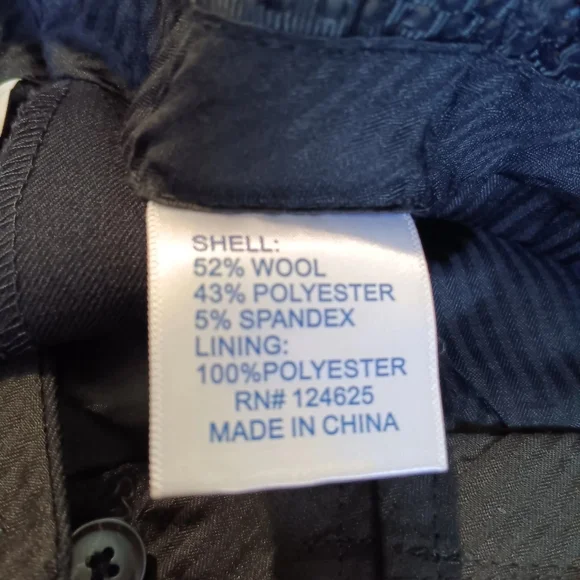 SHELL:
52% WOOL
43% POLYESTER
5% SPANDEX
LINING:
100%POLYESTER
RN# 124625
MADE IN CHINA